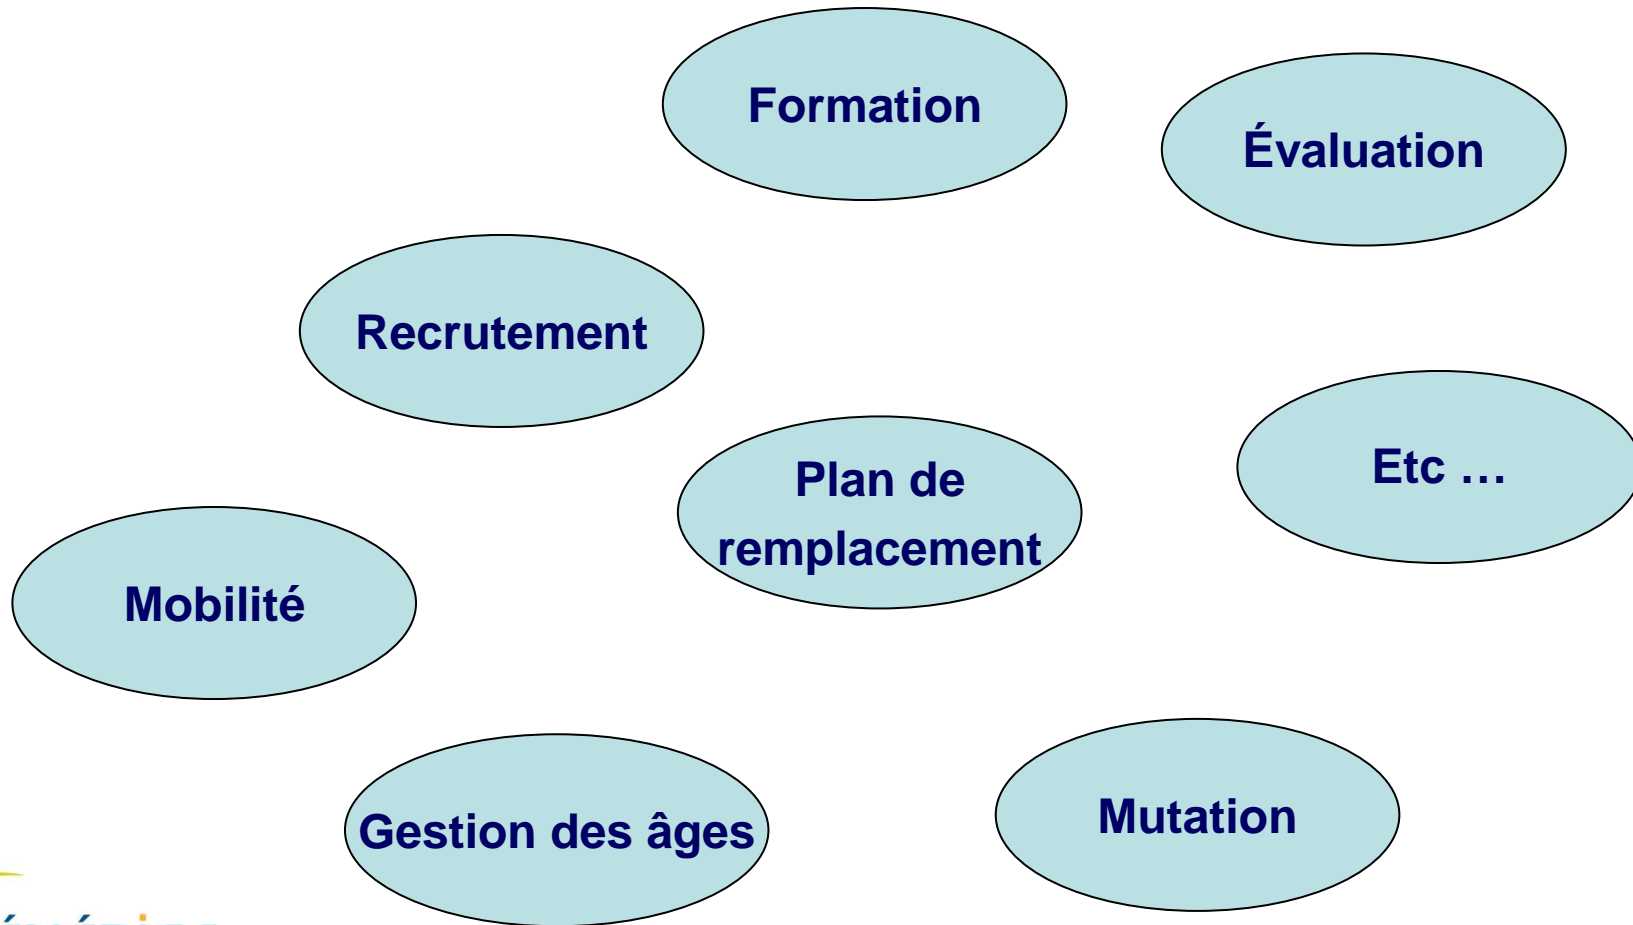 Formation
Évaluation
Recrutement
Etc …
Plan de
remplacement
Mobilité
Mutation
Gestion des âges